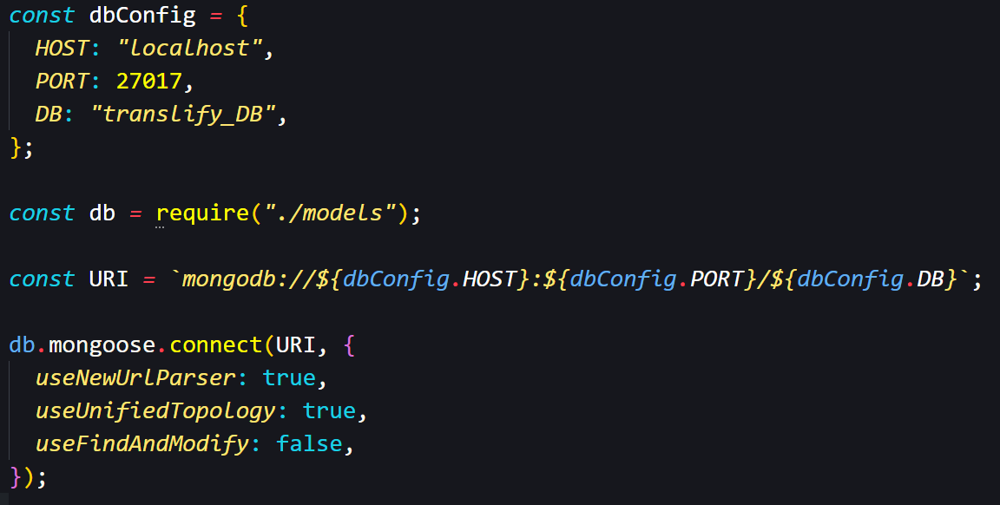 const dbConfig = {
  HOST: "localhost",
  PORT: 27017,
  DB: "translify_DB",
};

const db = require("./models");

const URI = `mongodb://${dbConfig.HOST}:${dbConfig.PORT}/${dbConfig.DB}`;

db.mongoose.connect(URI, {
  useNewUrlParser: true,
  useUnifiedTopology: true,
  useFindAndModify: false,
});